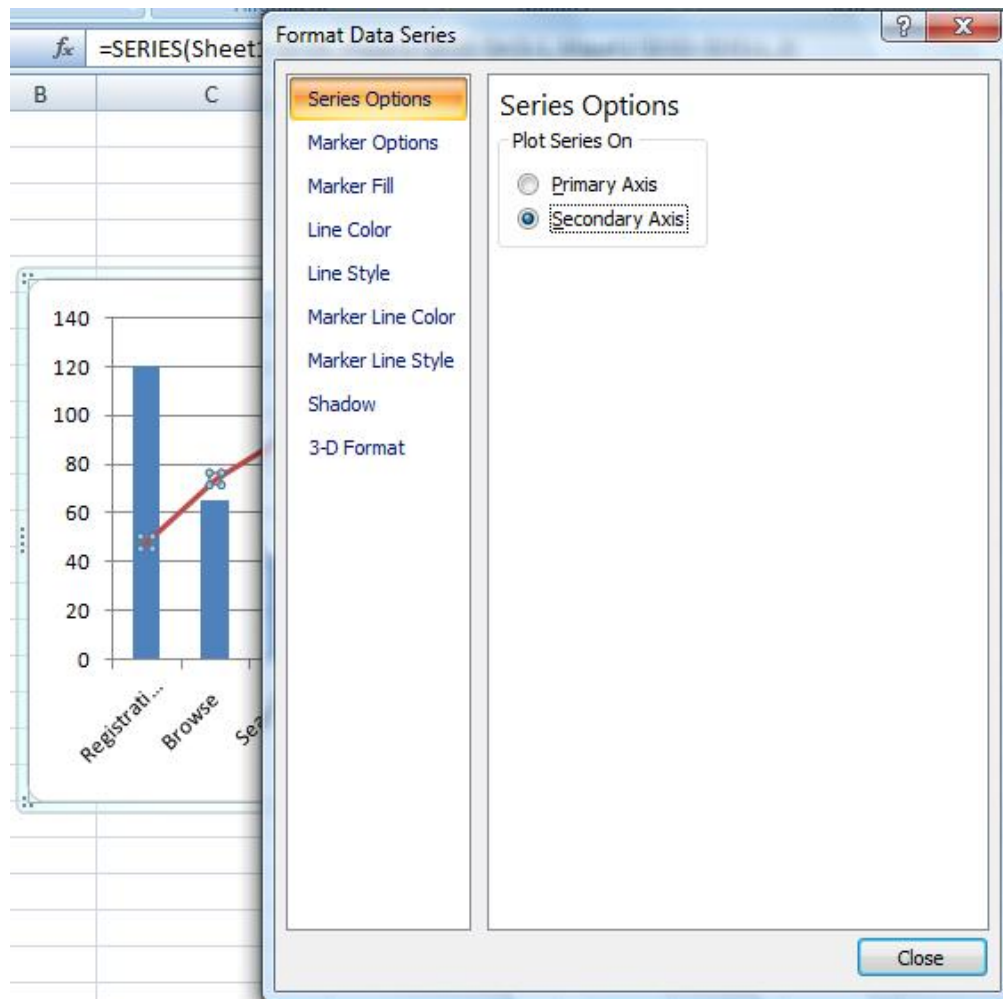 fx =SERIES(Sheet1
B C
140
120
100
80
60
40
20
0
Registrati...
Browse
Format Data Series
?
X
Series Options
Marker Options
Marker Fill
Line Color
Line Style
Marker Line Color
Marker Line Style
Shadow
3-D Format
Series Options
Plot Series On
Primary Axis
Secondary Axis
Close